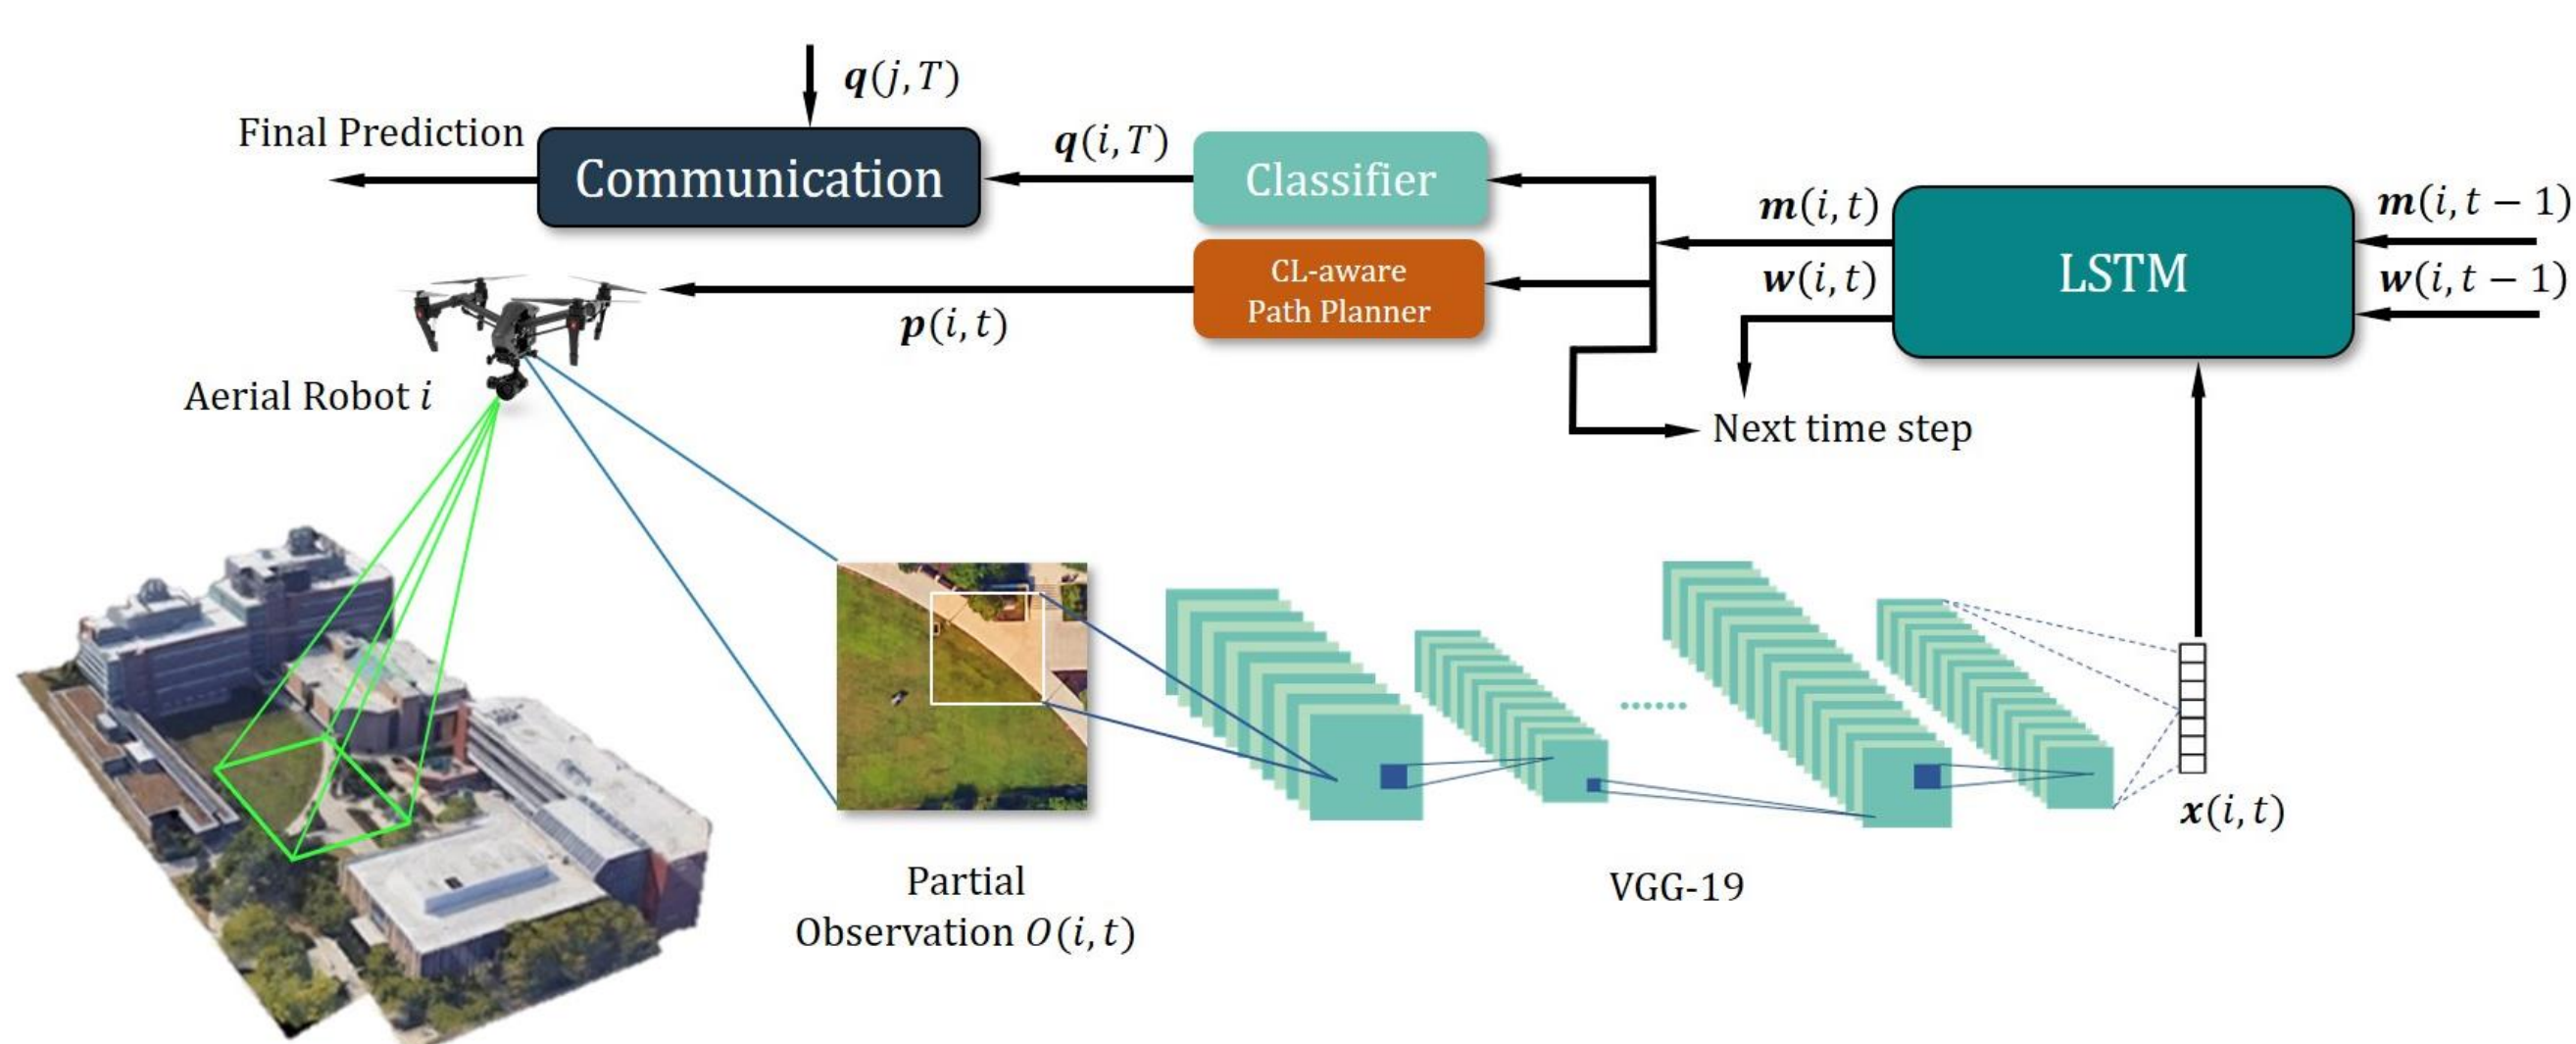 q(j, T)
Final Prediction
Communication
q(i, T)
Classifier
m(i, t)
w(i, t)
LSTM
m(i, t − 1)
w(i, t − 1)
CL-aware
Path Planner
p(i, t)
Aerial Robot i
Next time step
x(i, t)
Partial
Observation O(i, t)
VGG-19